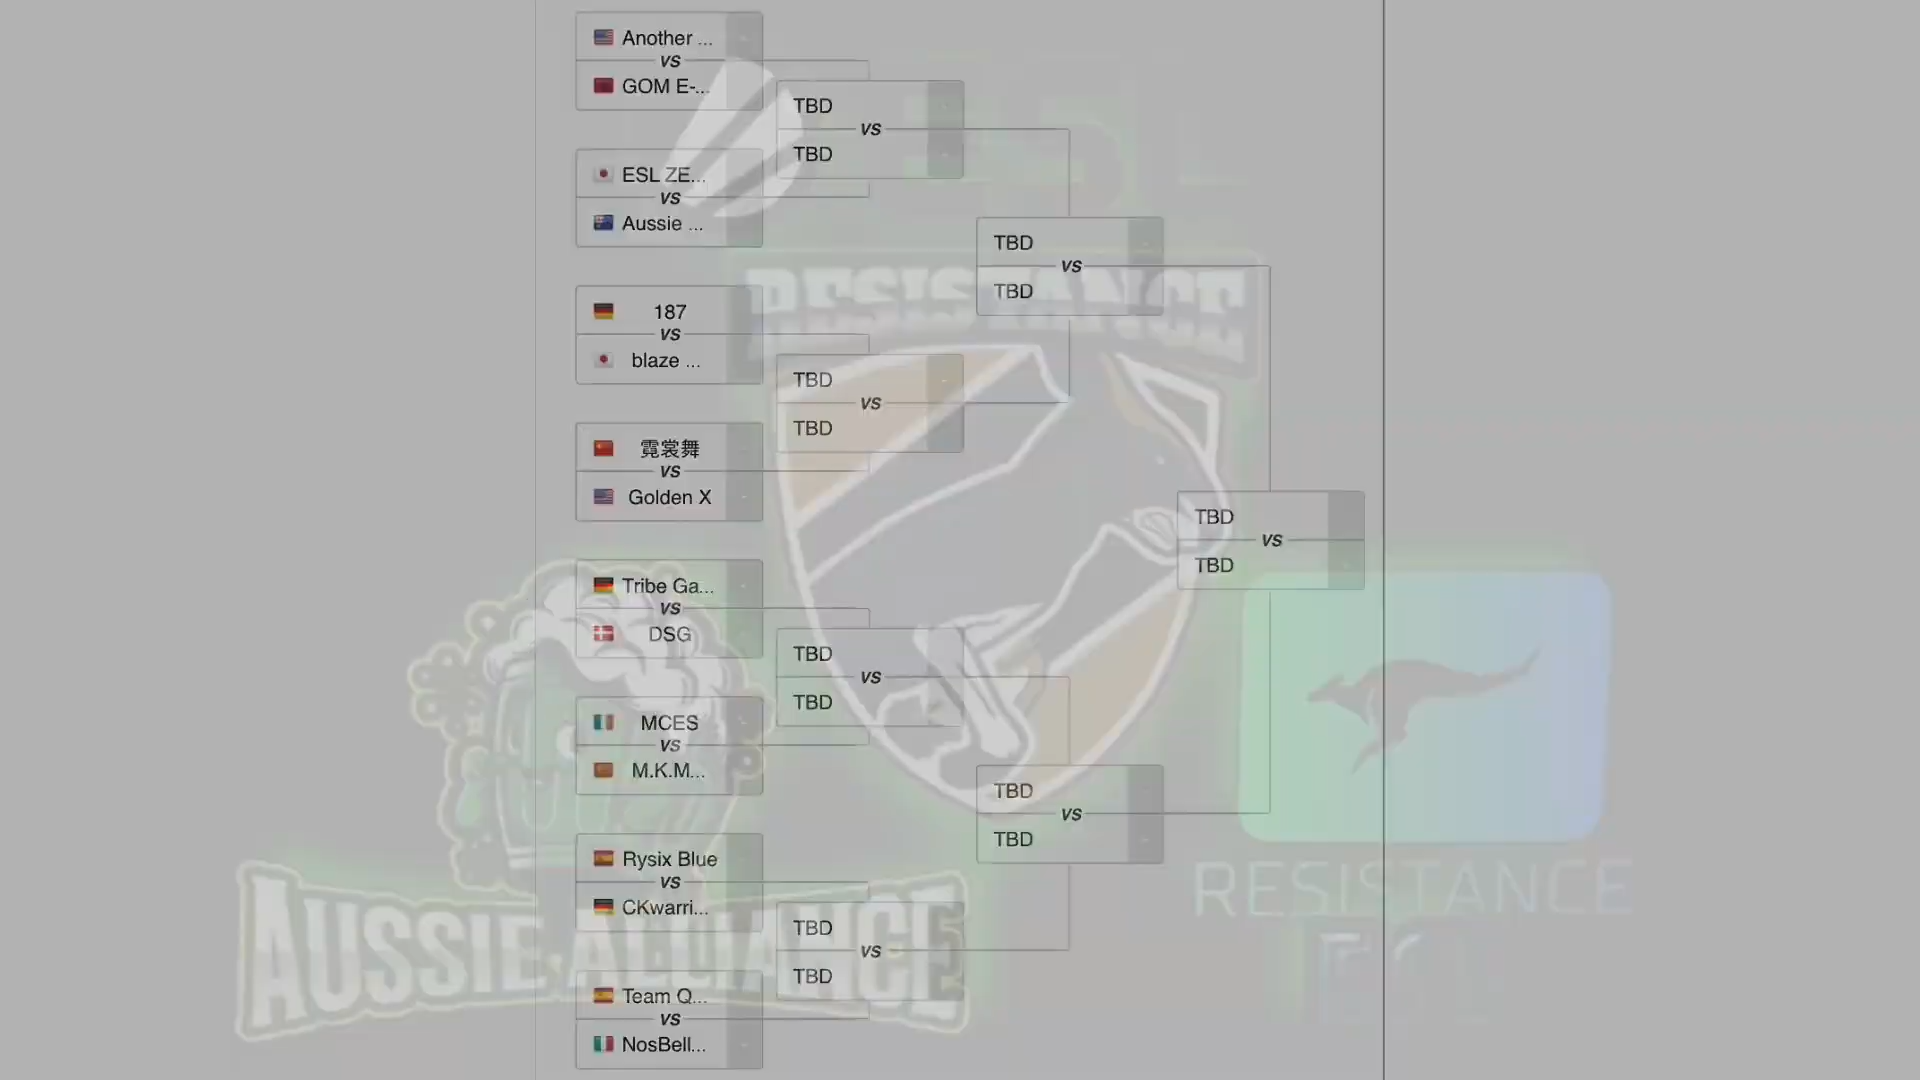 Another ...
VS
GOM E-...
ESL ZE...
VS
Aussie ...
187
VS
blaze ...
霓裳舞
VS
Golden X
Tribe Ga...
VS
DSG
MCES
VS
M.K.M...
Rysix Blue
VS
CKwarri...
Team Q...
VS
NosBell...
TBD
VS
TBD
TBD
VS
TBD
TBD
VS
TBD
TBD
VS
TBD
TBD
VS
TBD
TBD
VS
TBD
TBD
VS
TBD
RESISTANCE
AUSSIE ALLIANCE
RESISTANCE